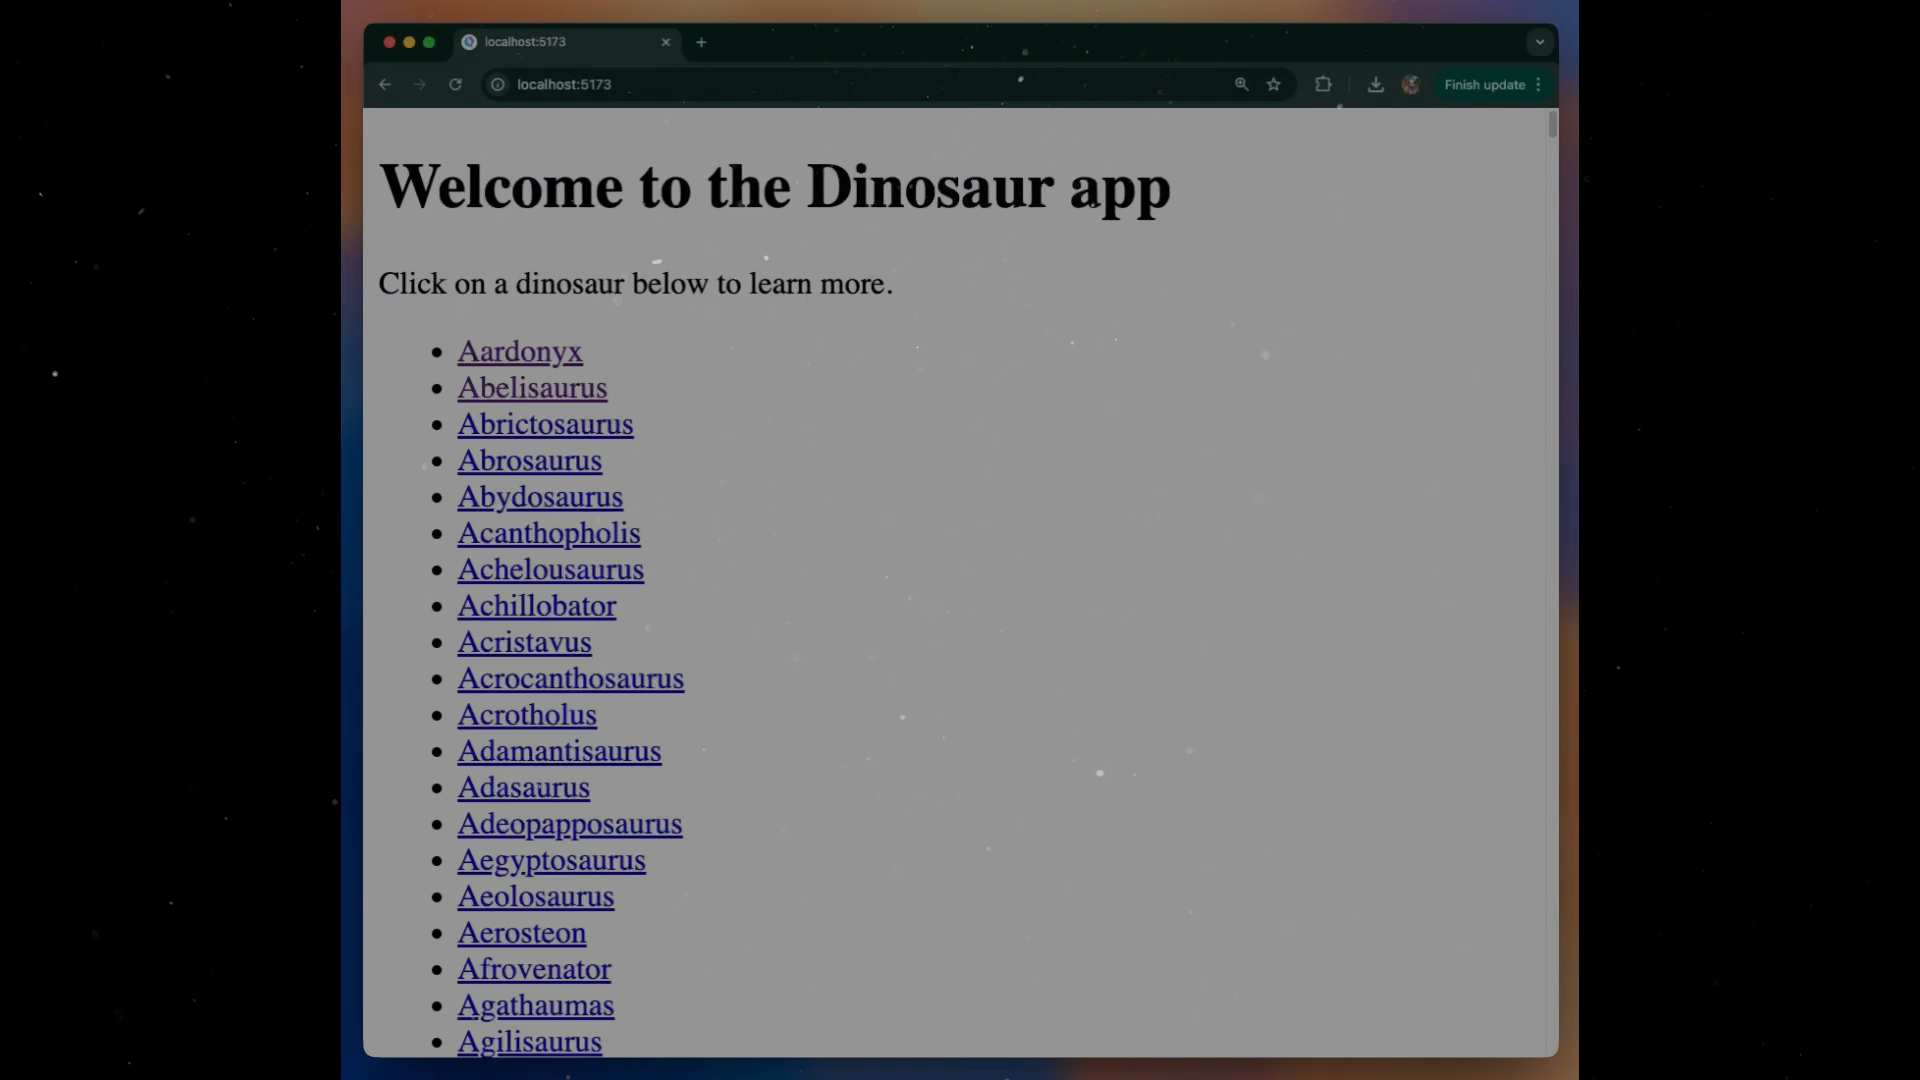 localhost:5173
localhost:5173
Finish update
Welcome to the Dinosaur app
Click on a dinosaur below to learn more.
Aardonyx
Abelisaurus
Abrictosaurus
Abrosaurus
Abydosaurus
Acanthopholis
Achelousaurus
Achillobator
Acristavus
Acrocanthosaurus
Acrotholus
Adamantisaurus
Adasaurus
Adeopapposaurus
Aegyptosaurus
Aeolosaurus
Aerosteon
Afrovenator
Agathaumas
Agilisaurus